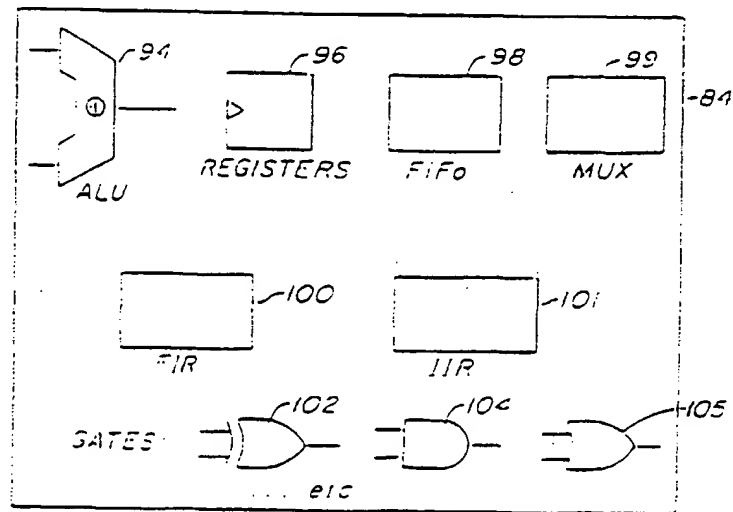 94 96 98 99
84
ALU REGISTERS FiFo MUX
100 101
FIR IIR
102 104 105
GATES
... etc